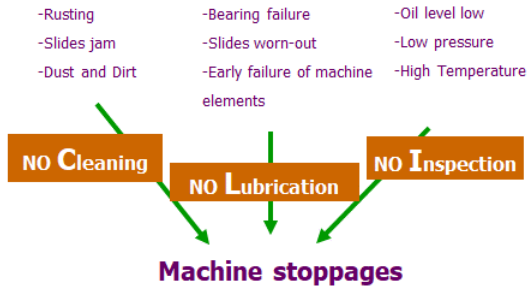 -Rusting
-Slides jam
-Dust and Dirt
-Bearing failure
-Slides worn-out
-Early failure of machine
elements
-Oil level low
-Low pressure
-High Temperature
NO Cleaning
NO Lubrication
NO Inspection
Machine stoppages